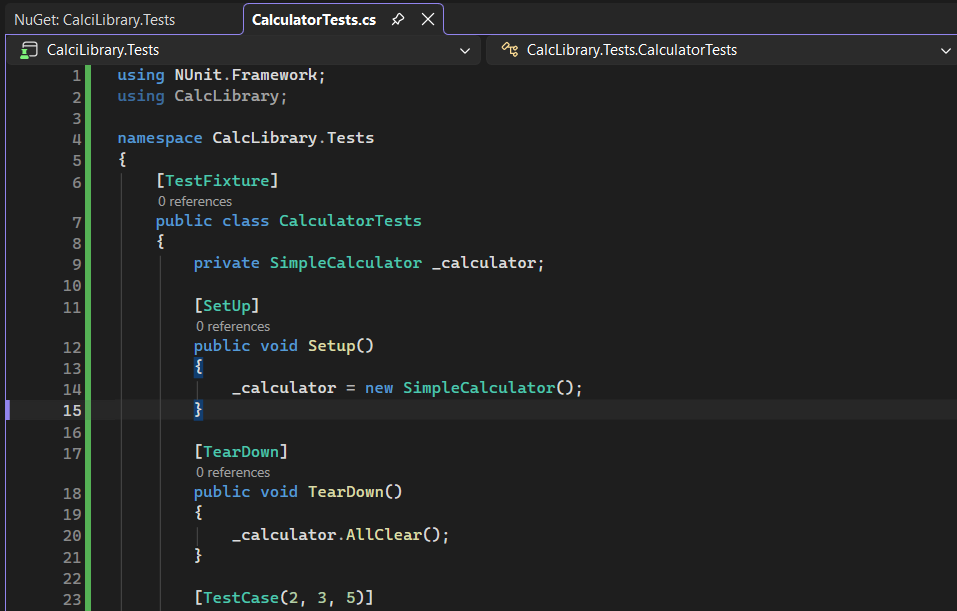 NuGet: CalciLibrary.Tests
CalculatorTests.cs
CalciLibrary.Tests
CalcLibrary.Tests.CalculatorTests
1 using NUnit.Framework;
2 using CalcLibrary;
3
4 namespace CalcLibrary.Tests
5 {
6 [TestFixture]
0 references
7 public class CalculatorTests
8 {
9 private SimpleCalculator _calculator;
10
11 [SetUp]
0 references
12 public void Setup()
13 {
14 _calculator = new SimpleCalculator();
15 }
16
17 [TearDown]
0 references
18 public void TearDown()
19 {
20 _calculator.AllClear();
21 }
22
23 [TestCase(2, 3, 5)]